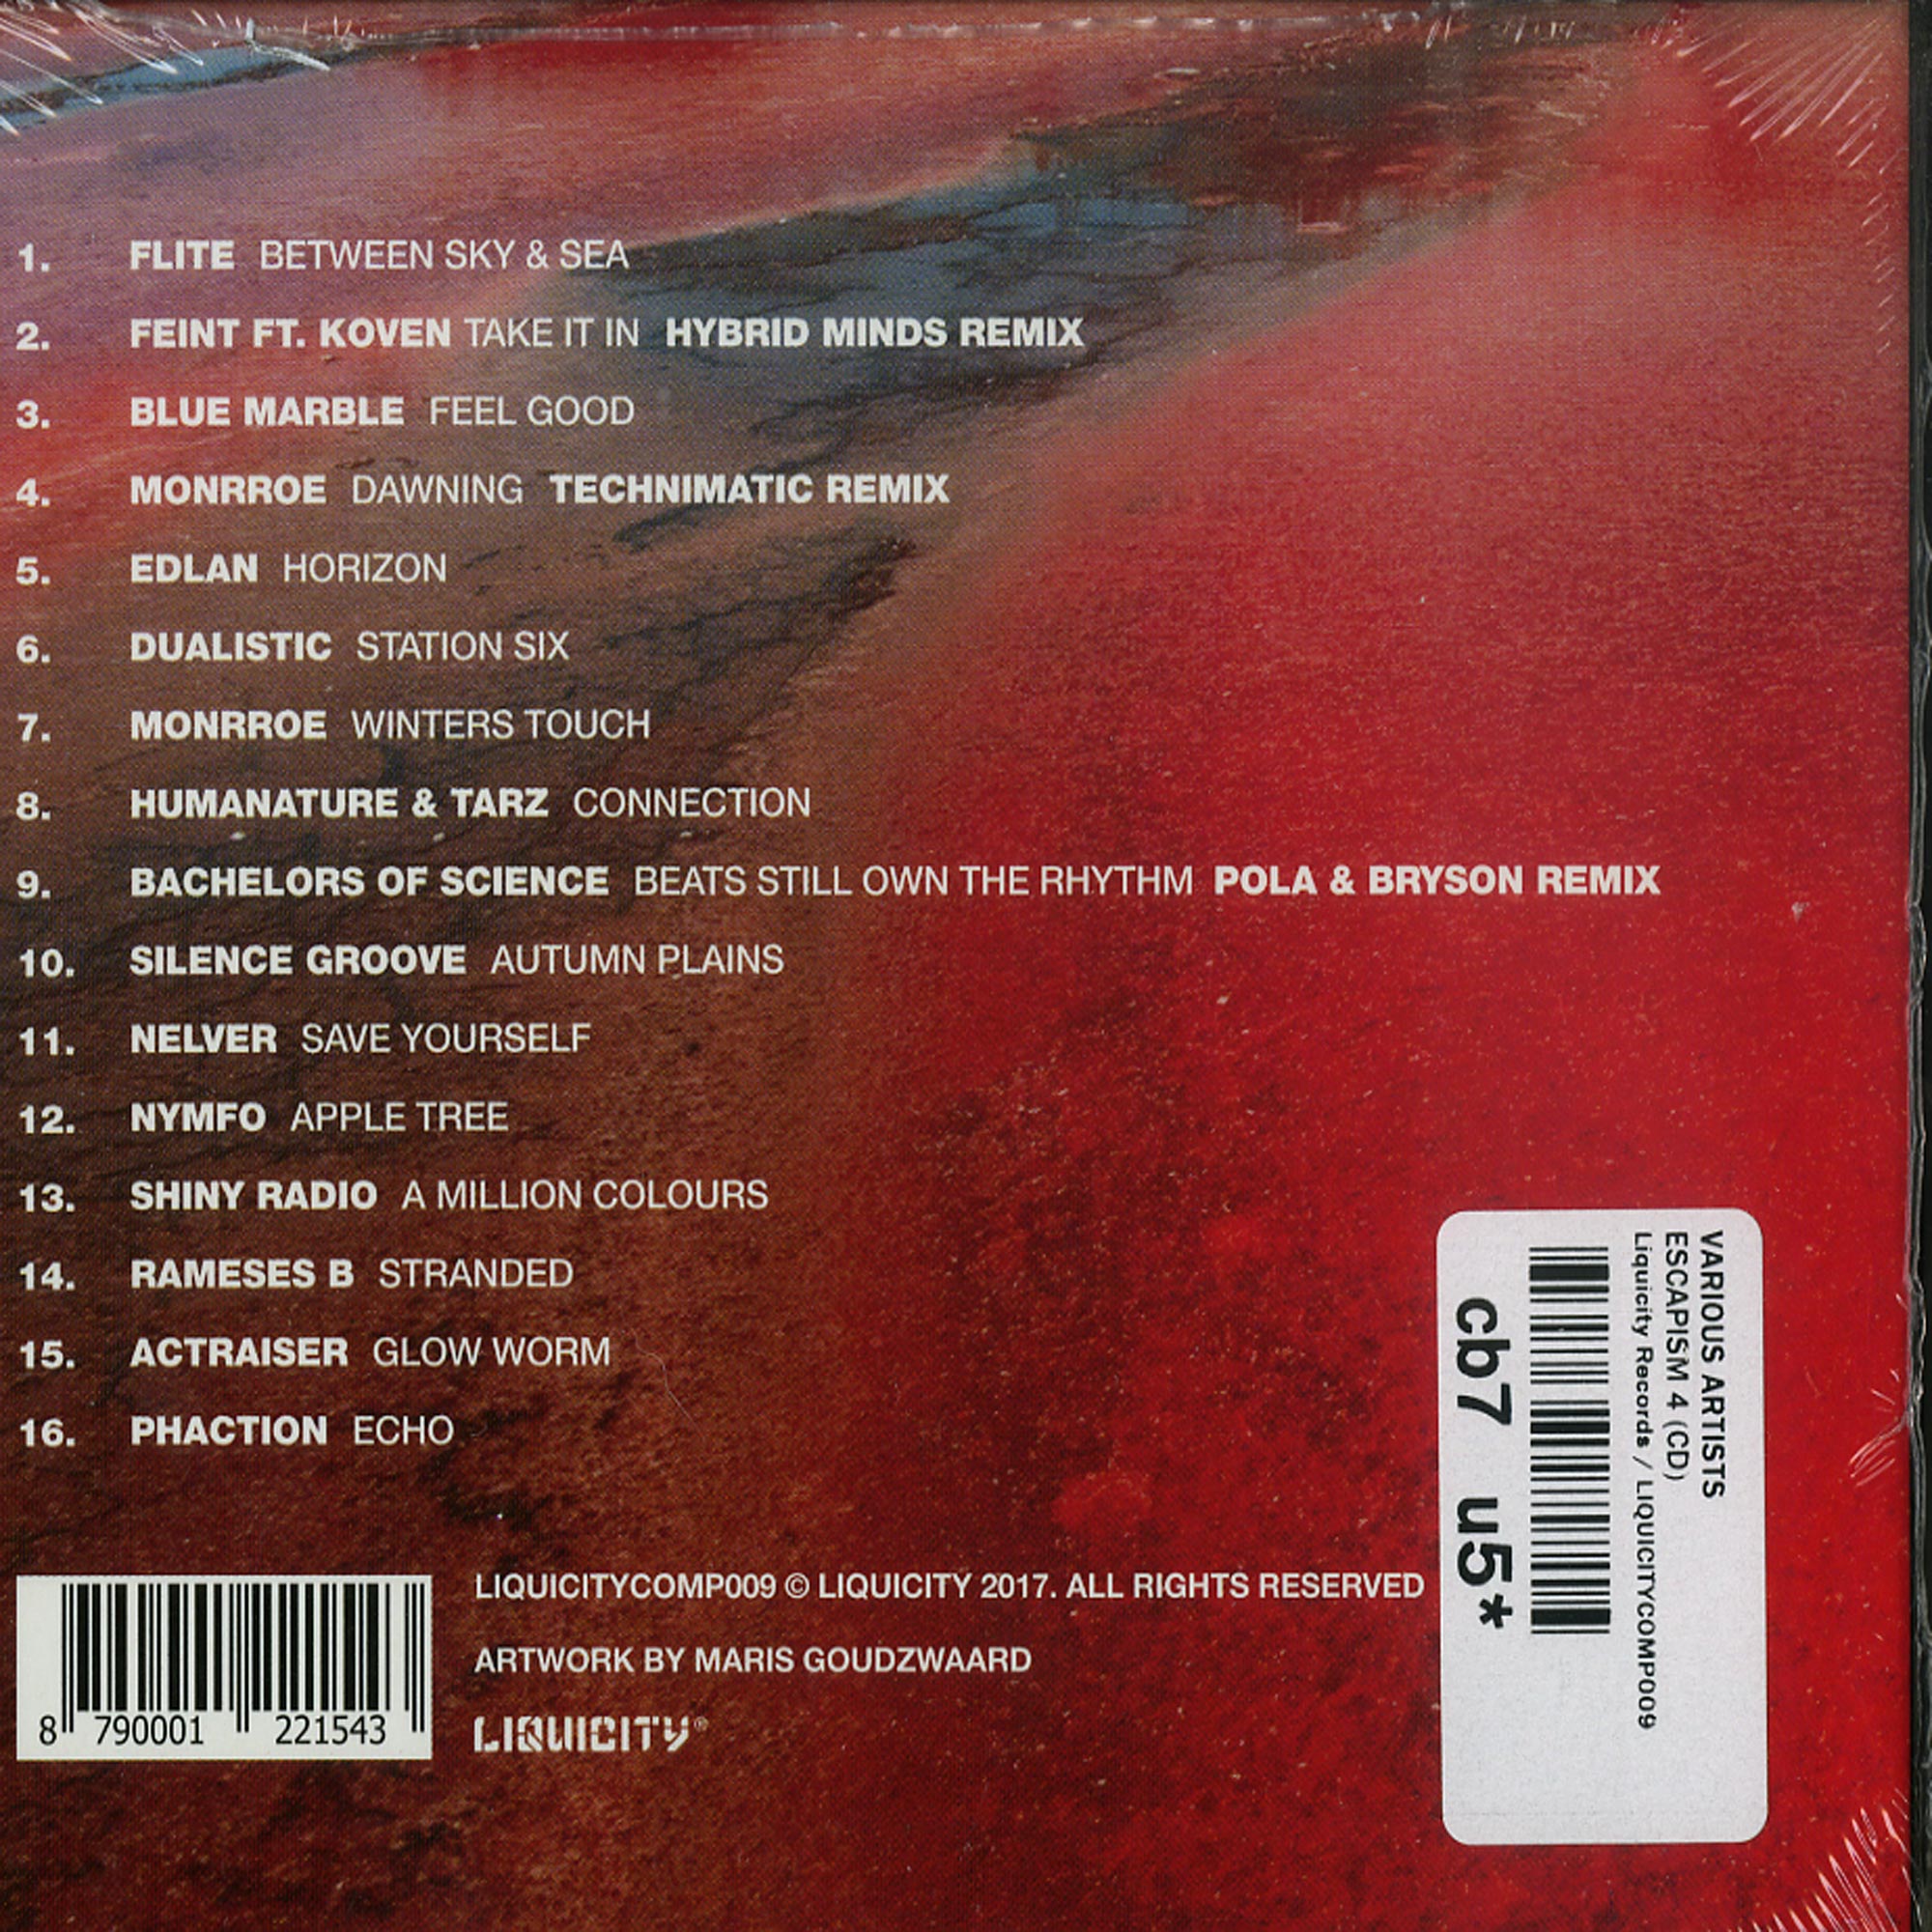 1. FLITE BETWEEN SKY & SEA
2. FEINT FT. KOVEN TAKE IT IN HYBRID MINDS REMIX
3. BLUE MARBLE FEEL GOOD
4. MONRROE DAWNING TECHNIMATIC REMIX
5. EDLAN HORIZON
6. DUALISTIC STATION SIX
7. MONRROE WINTERS TOUCH
8. HUMANATURE & TARZ CONNECTION
9. BACHELORS OF SCIENCE BEATS STILL OWN THE RHYTHM POLA & BRYSON REMIX
10. SILENCE GROOVE AUTUMN PLAINS
11. NELVER SAVE YOURSELF
12. NYMFO APPLE TREE
13. SHINY RADIO A MILLION COLOURS
14. RAMESES B STRANDED
15. ACTRAISER GLOW WORM
16. PHACTION ECHO
LIQUICITYCOMP009 © LIQUICITY 2017. ALL RIGHTS RESERVED
ARTWORK BY MARIS GOUDZWAARD
LIQUICITY®
8 790001 221543
VARIOUS ARTISTS
ESCAPISM 4 (CD)
Liquicity Records / LIQUICITYCOMP009
cb7 u5*